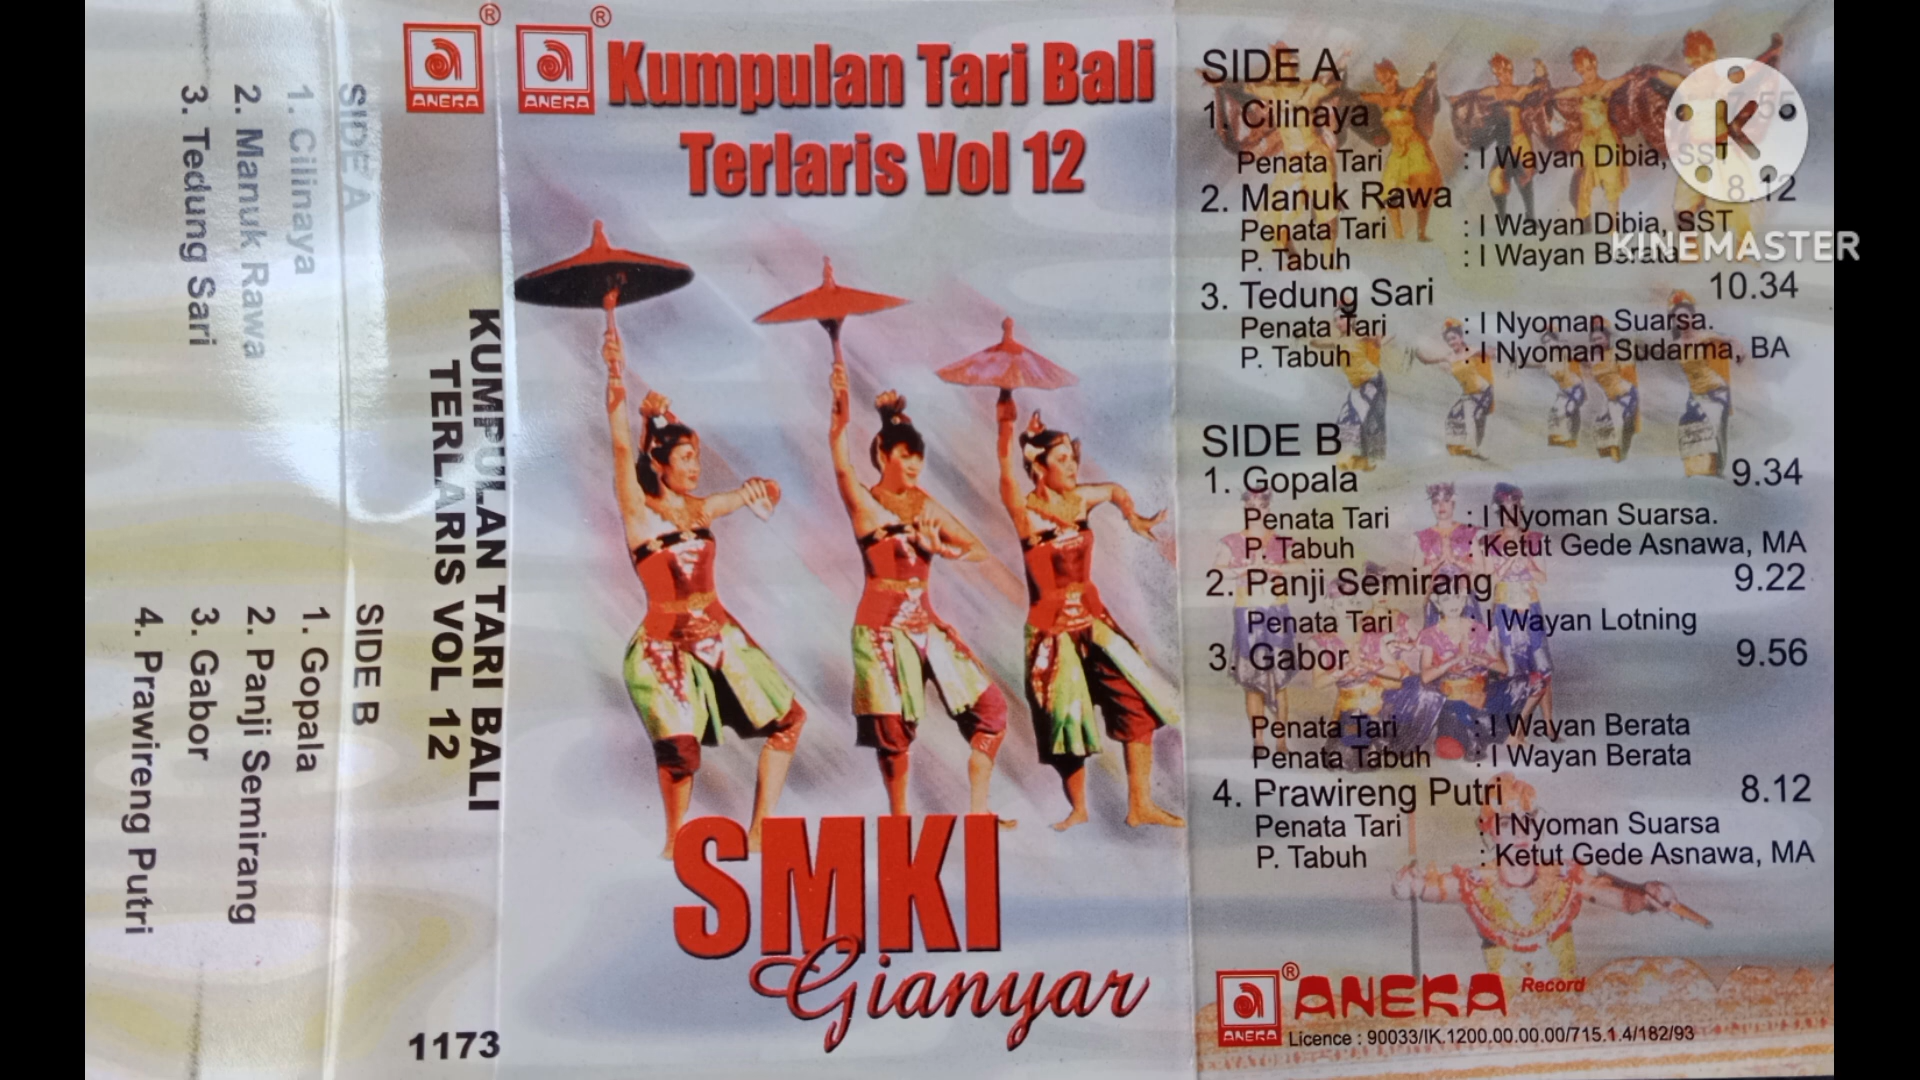 SIDE A
1. Cilinaya
2. Manuk Rawa
3. Tedung Sari
SIDE B
1. Gopala
2. Panji Semirang
3. Gabor
4. Prawireng Putri
® ANEKA
KUMPULAN TARI BALI
TERLARIS VOL 12
1173
® ANEKA
Kumpulan Tari Bali
Terlaris Vol 12
SMKI
Gianyar
SIDE A
1. Cilinaya
Penata Tari : I Wayan Dibia, SST
2. Manuk Rawa 8.12
Penata Tari : I Wayan Dibia, SST
P. Tabuh : I Wayan Berata
3. Tedung Sari 10.34
Penata Tari : I Nyoman Suarsa.
P. Tabuh : I Nyoman Sudarma, BA
SIDE B
1. Gopala 9.34
Penata Tari : I Nyoman Suarsa.
P. Tabuh : Ketut Gede Asnawa, MA
2. Panji Semirang 9.22
Penata Tari : I Wayan Lotning
3. Gabor 9.56
Penata Tari : I Wayan Berata
Penata Tabuh : I Wayan Berata
4. Prawireng Putri 8.12
Penata Tari : I Nyoman Suarsa
P. Tabuh : Ketut Gede Asnawa, MA
ANEKA ® ANEKA Record
Licence : 90033/IK.1200.00.00.00/715.1.4/182/93
K
KINEMASTER